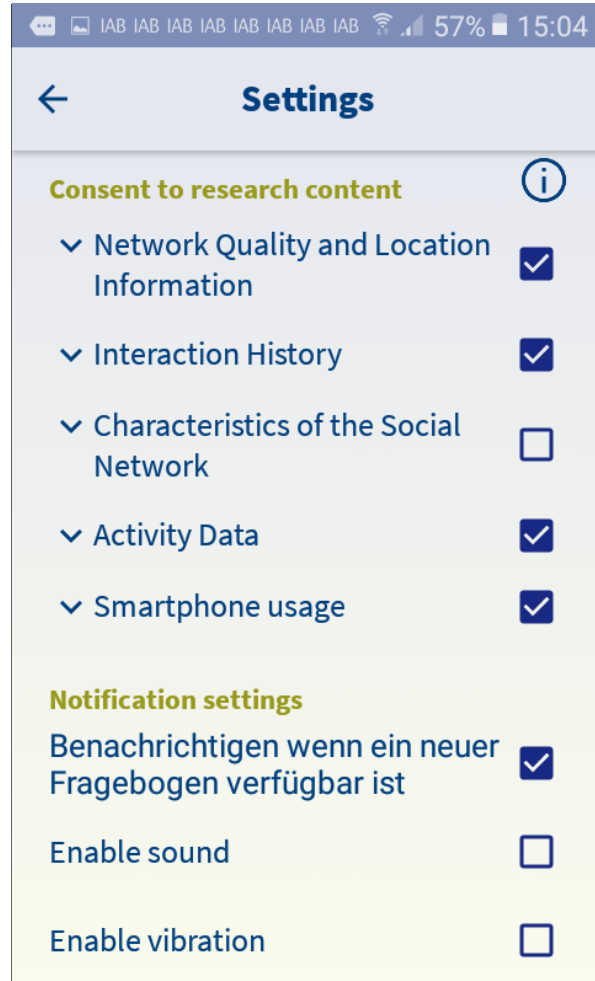 IAB IAB IAB IAB IAB IAB IAB IAB 57% 15:04
Settings
Consent to research content
Network Quality and Location
Information
Interaction History
Characteristics of the Social
Network
Activity Data
Smartphone usage
Notification settings
Benachrichtigen wenn ein neuer
Fragebogen verfügbar ist
Enable sound
Enable vibration